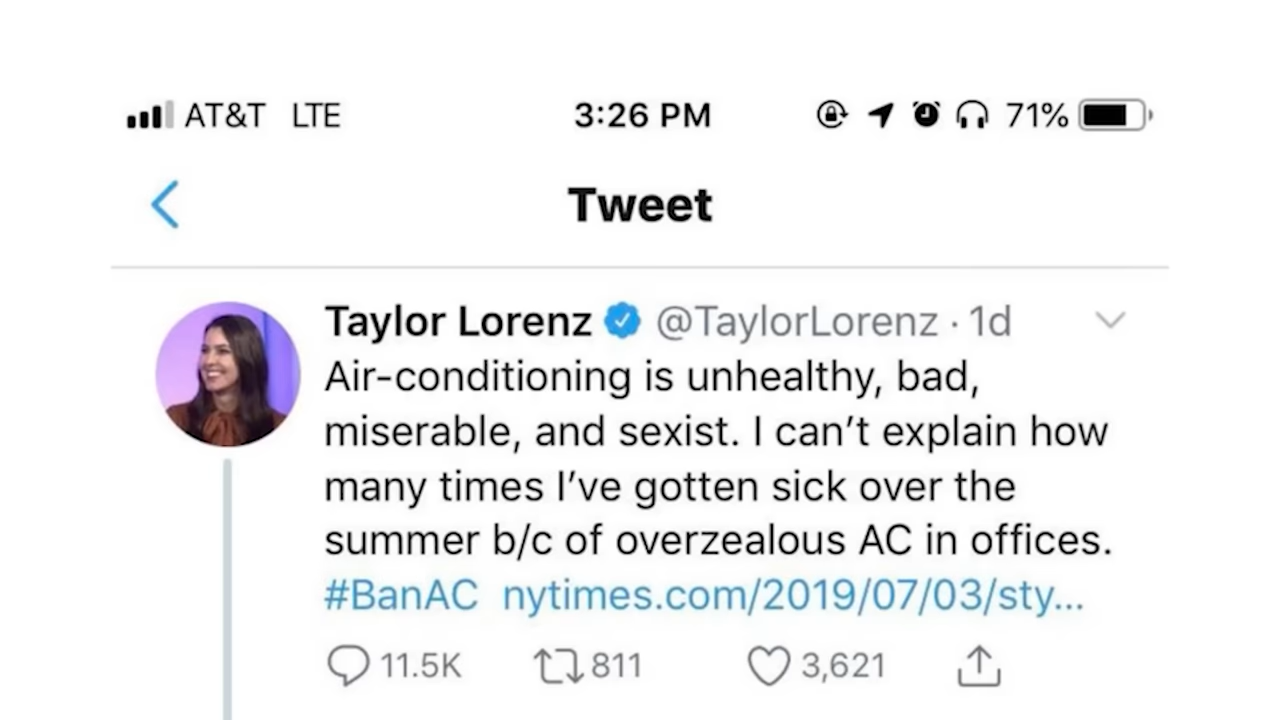 AT&T LTE 3:26 PM 71%
Tweet
Taylor Lorenz @TaylorLorenz · 1d
Air-conditioning is unhealthy, bad,
miserable, and sexist. I can’t explain how
many times I’ve gotten sick over the
summer b/c of overzealous AC in offices.
#BanAC nytimes.com/2019/07/03/sty...
11.5K 811 3,621